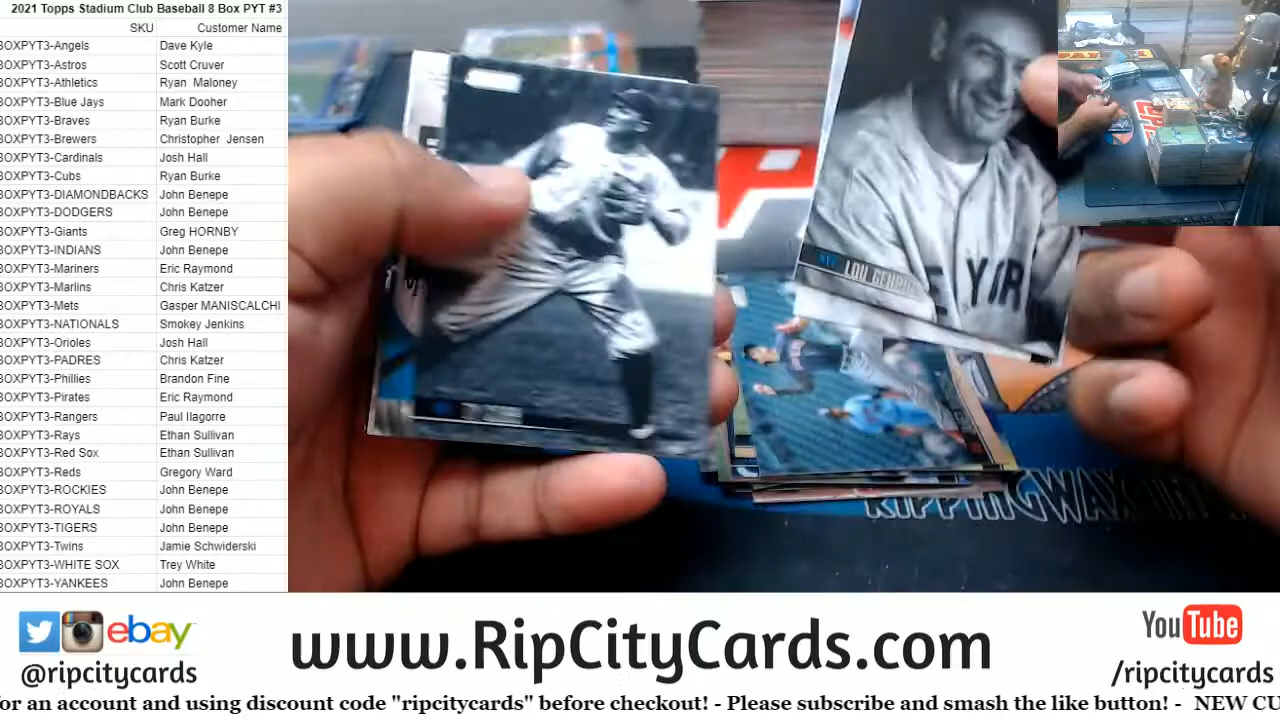 2021 Topps Stadium Club Baseball 8 Box PYT #3
SKU Customer Name
BOXPYT3-Angels Dave Kyle
BOXPYT3-Astros Scott Cruver
BOXPYT3-Athletics Ryan Maloney
BOXPYT3-Blue Jays Mark Dooher
BOXPYT3-Braves Ryan Burke
BOXPYT3-Brewers Christopher Jensen
BOXPYT3-Cardinals Josh Hall
BOXPYT3-Cubs Ryan Burke
BOXPYT3-DIAMONDBACKS John Benepe
BOXPYT3-DODGERS John Benepe
BOXPYT3-Giants Greg HORNBY
BOXPYT3-INDIANS John Benepe
BOXPYT3-Mariners Eric Raymond
BOXPYT3-Marlins Chris Katzer
BOXPYT3-Mets Gasper MANISCALCHI
BOXPYT3-NATIONALS Smokey Jenkins
BOXPYT3-Orioles Josh Hall
BOXPYT3-PADRES Chris Katzer
BOXPYT3-Phillies Brandon Fine
BOXPYT3-Pirates Eric Raymond
BOXPYT3-Rangers Paul Ilagorre
BOXPYT3-Rays Ethan Sullivan
BOXPYT3-Red Sox Ethan Sullivan
BOXPYT3-Reds Gregory Ward
BOXPYT3-ROCKIES John Benepe
BOXPYT3-ROYALS John Benepe
BOXPYT3-TIGERS John Benepe
BOXPYT3-Twins Jamie Schwiderski
BOXPYT3-WHITE SOX Trey White
BOXPYT3-YANKEES John Benepe
NYC LOU GEHRIG
YOR
TY COBB
RIPPINGWAX
ebay
@ripcitycards
www.RipCityCards.com
YouTube
/ripcitycards
or an account and using discount code "ripcitycards" before checkout! - Please subscribe and smash the like button! - NEW CU